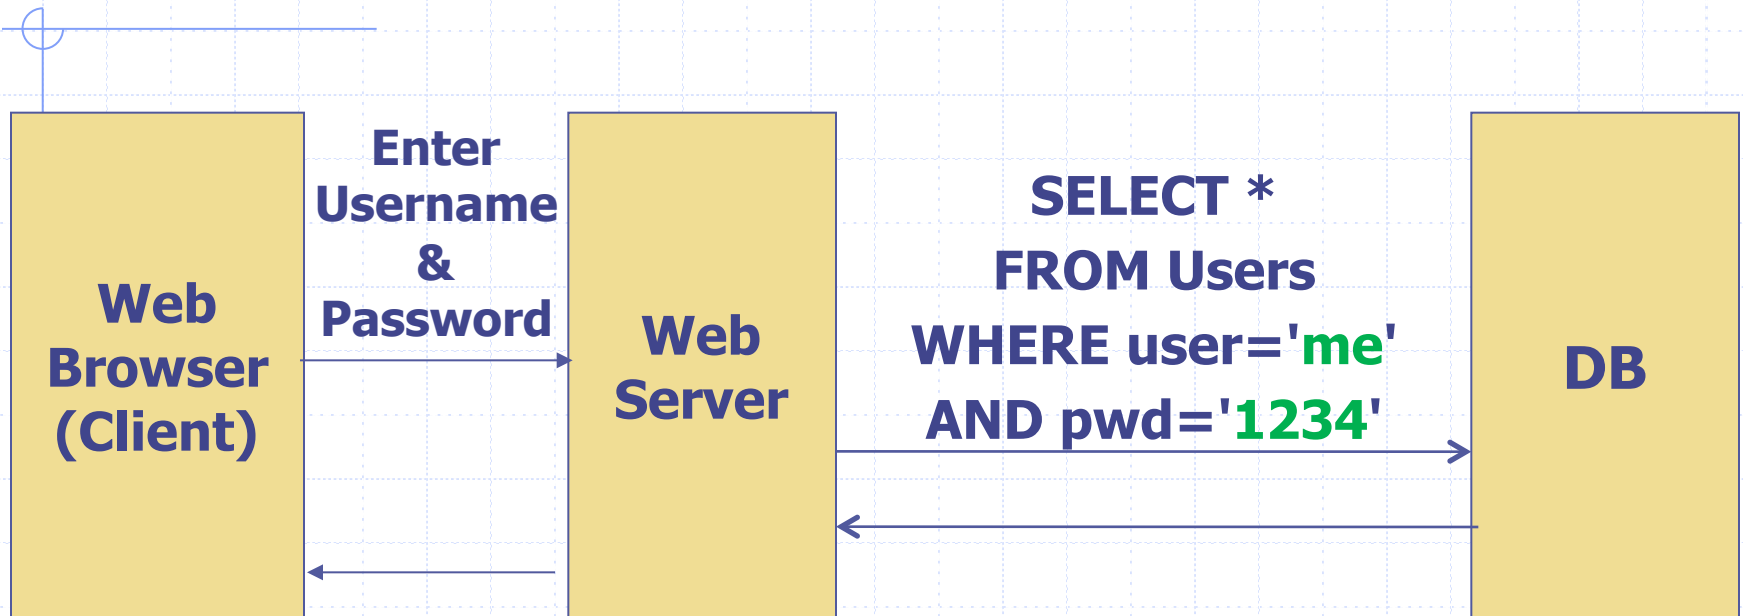 Web
Browser
(Client)
Enter
Username
&
Password
Web
Server
SELECT *
FROM Users
WHERE user='me'
AND pwd='1234'
DB